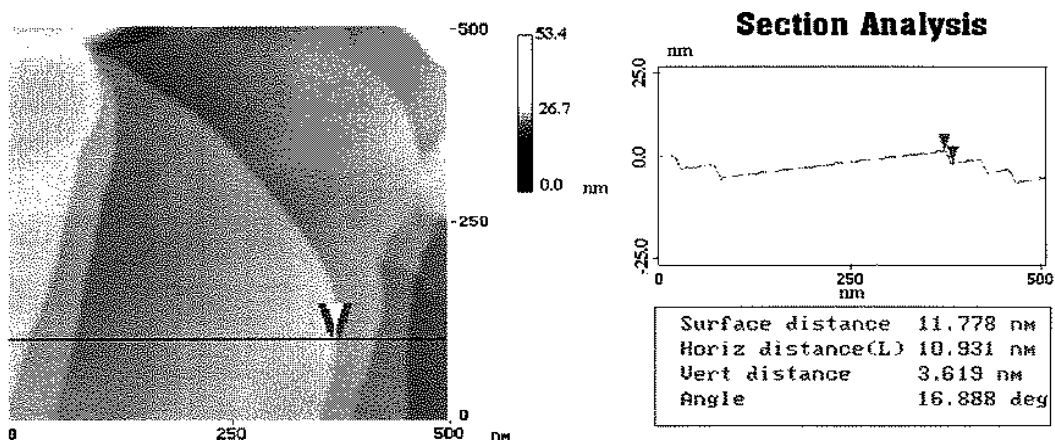 Section Analysis
-500
-250
0
0
250
500
nm
53.4
26.7
0.0
nm
nm
25.0
0.0
-25.0
0
250
500
nm
Surface distance 11.778 nm
Horiz distance(L) 10.931 nm
Vert distance 3.619 nm
Angle 16.888 deg